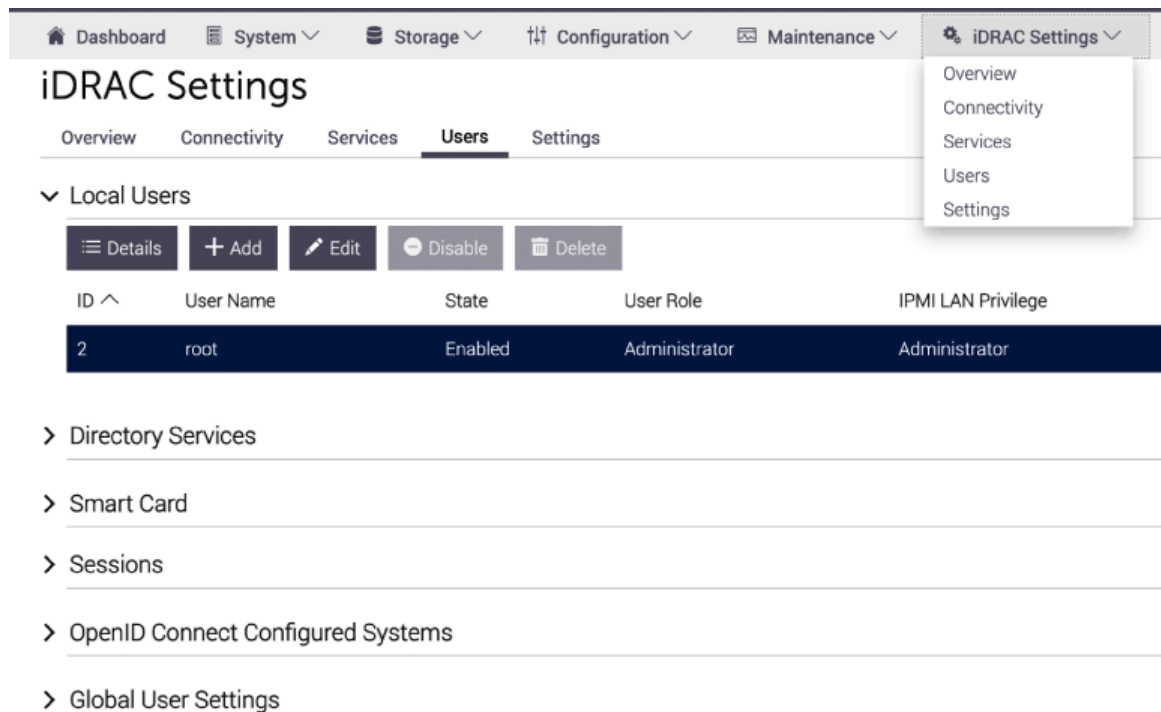 Dashboard System Storage Configuration Maintenance iDRAC Settings
iDRAC Settings
Overview
Connectivity
Services
Users
Settings
Overview Connectivity Services Users Settings
Local Users
Details Add Edit Disable Delete
ID User Name State User Role IPMI LAN Privilege
2 root Enabled Administrator Administrator
Directory Services
Smart Card
Sessions
OpenID Connect Configured Systems
Global User Settings